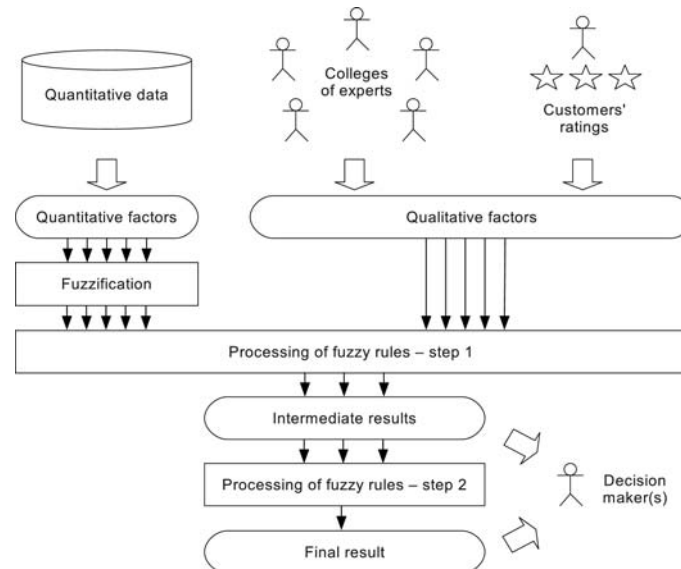 Quantitative data
Colleges
of experts
Customers'
ratings
Quantitative factors
Qualitative factors
Fuzzification
Processing of fuzzy rules – step 1
Intermediate results
Processing of fuzzy rules – step 2
Decision
maker(s)
Final result